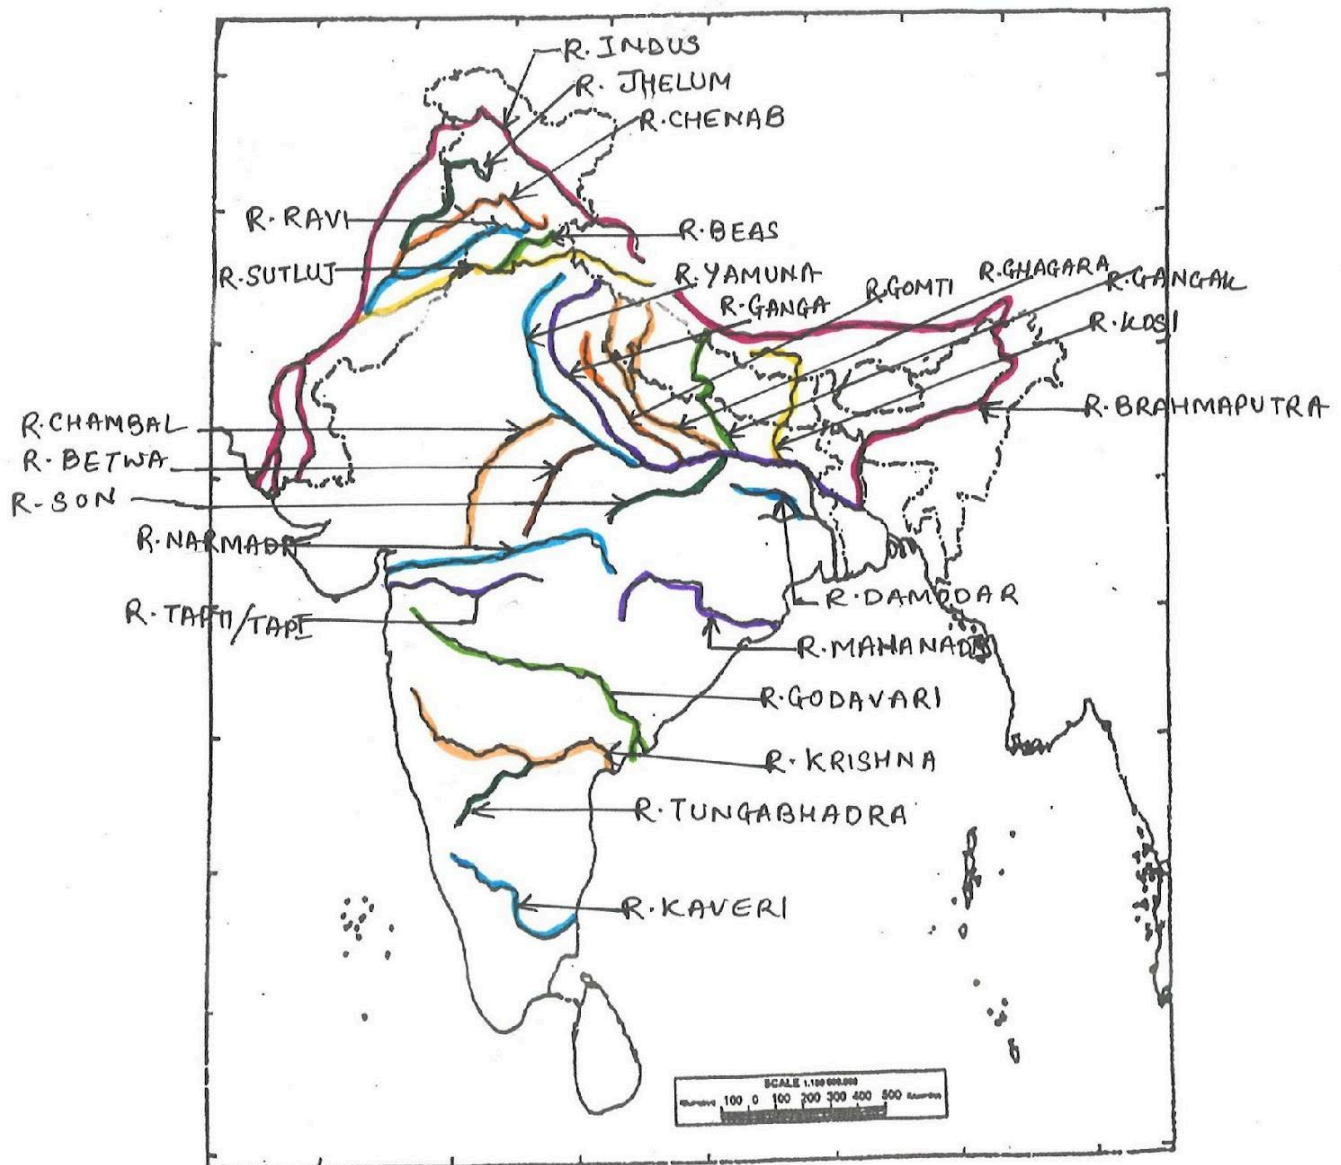 R. INDUS
R. JHELUM
R. CHENAB
R. RAVI
R. BEAS
R. SUTLUJ
R. YAMUNA
R. GANGA
R. GOMTI
R. GHAGARA
R. GANGAK
R. KOSI
R. BRAHMAPUTRA
R. CHAMBAL
R. BETWA
R. SON
R. NARMADA
R. TAPTI/TAPI
R. DAMODAR
R. MAHANADI
R. GODAVARI
R. KRISHNA
R. TUNGABHADRA
R. KAVERI
SCALE
100 0 100 200 300 400 500